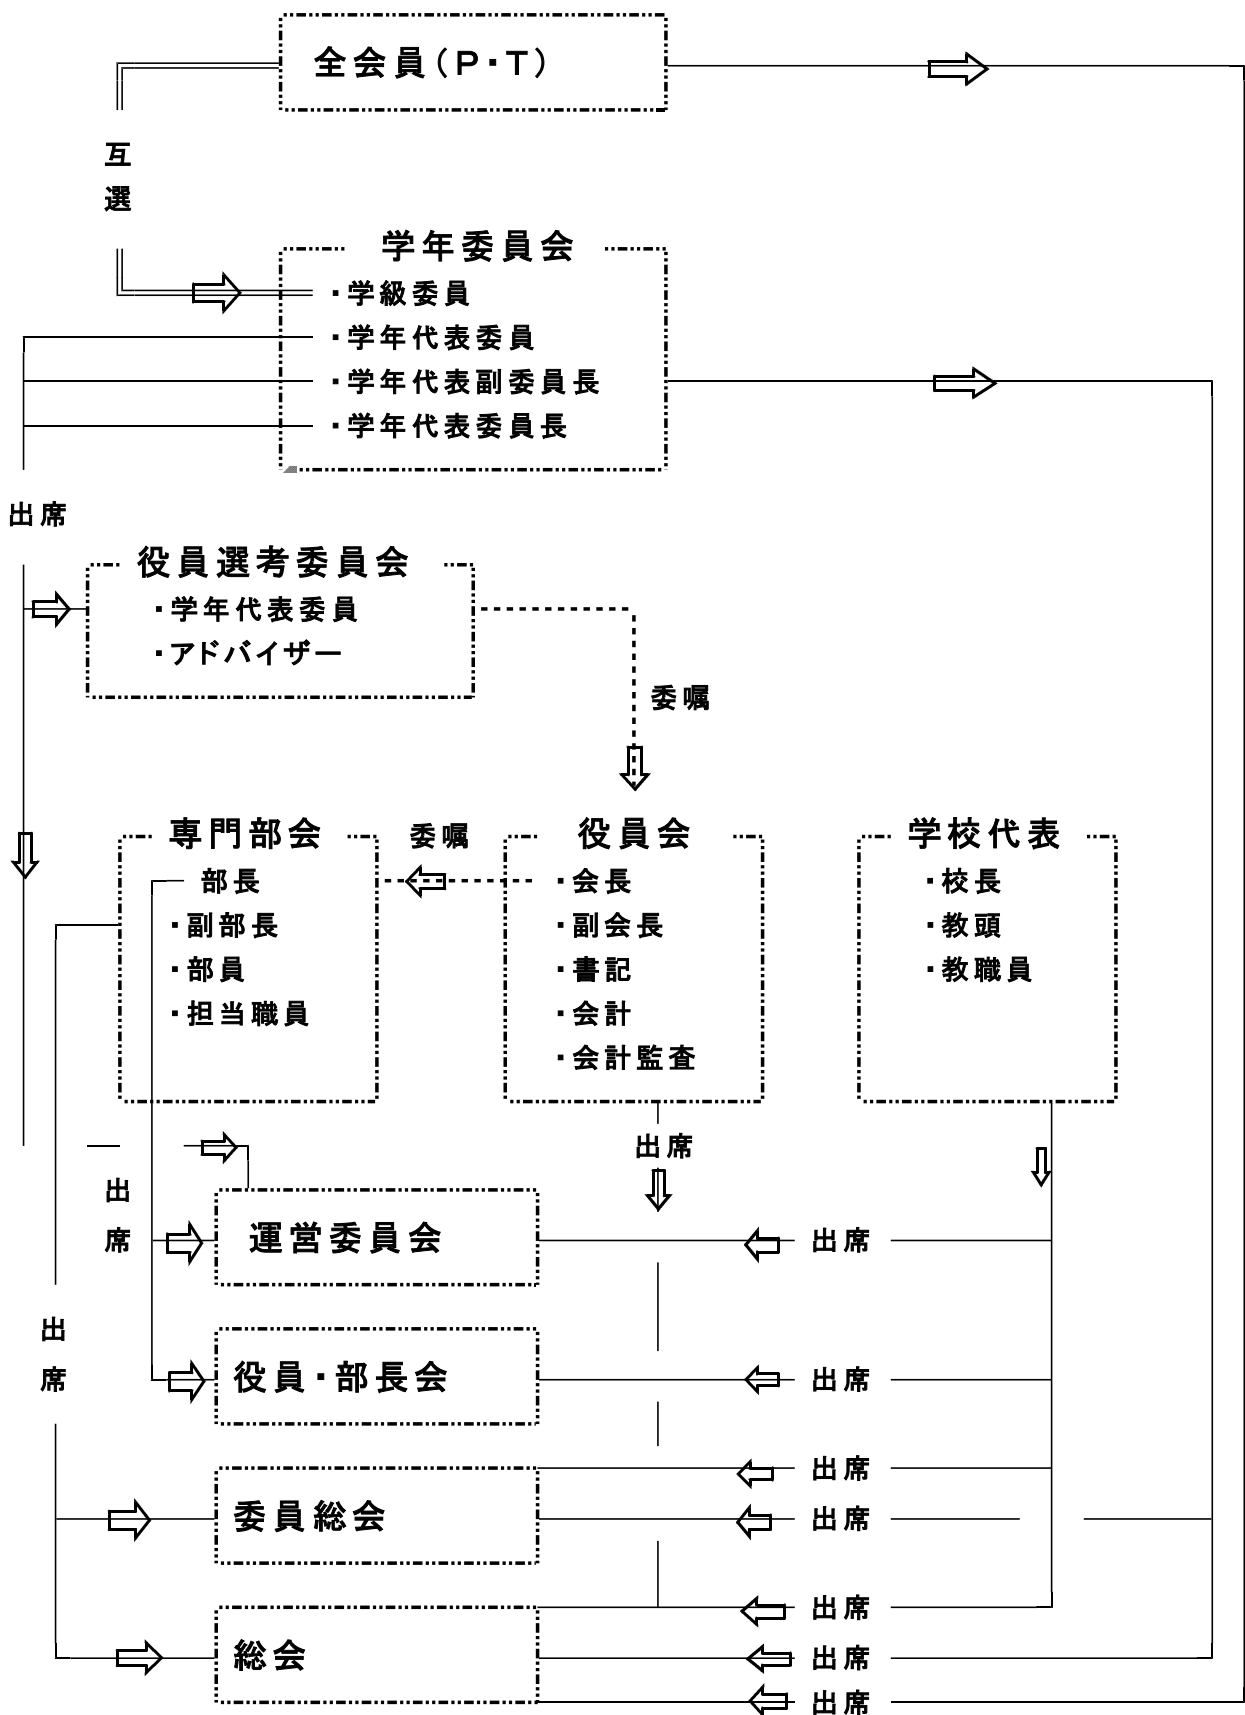 全会員(P・T)
互
選
学年委員会
・学級委員
・学年代表委員
・学年代表副委員長
・学年代表委員長
出席
役員選考委員会
・学年代表委員
・アドバイザー
委嘱
専門部会
部長
・副部長
・部員
・担当職員
委嘱
役員会
・会長
・副会長
・書記
・会計
・会計監査
学校代表
・校長
・教頭
・教職員
出席
出
席
運営委員会
出席
出
席
役員・部長会
出席
委員総会
出席
出席
総会
出席
出席
出席